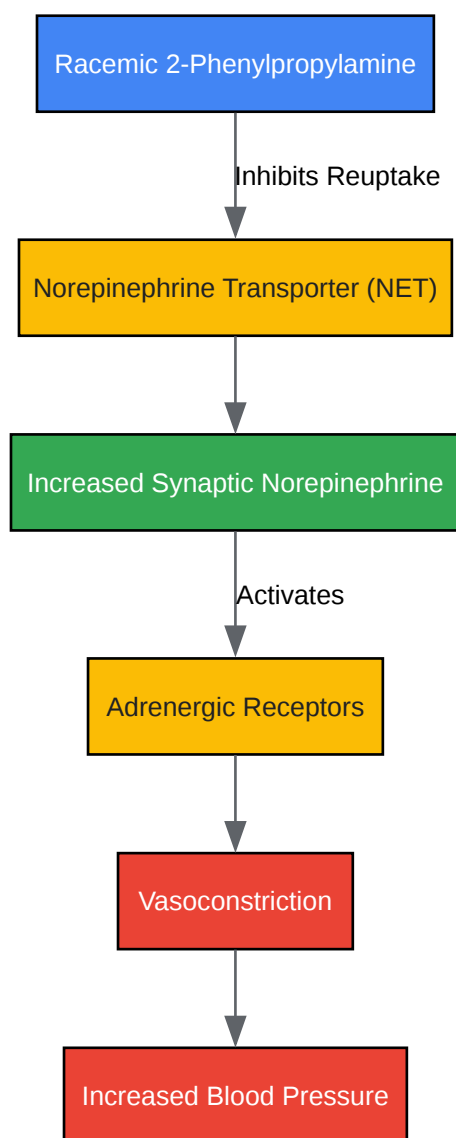 Racemic 2-Phenylpropylamine
Inhibits Reuptake
Norepinephrine Transporter (NET)
Increased Synaptic Norepinephrine
Activates
Adrenergic Receptors
Vasoconstriction
Increased Blood Pressure